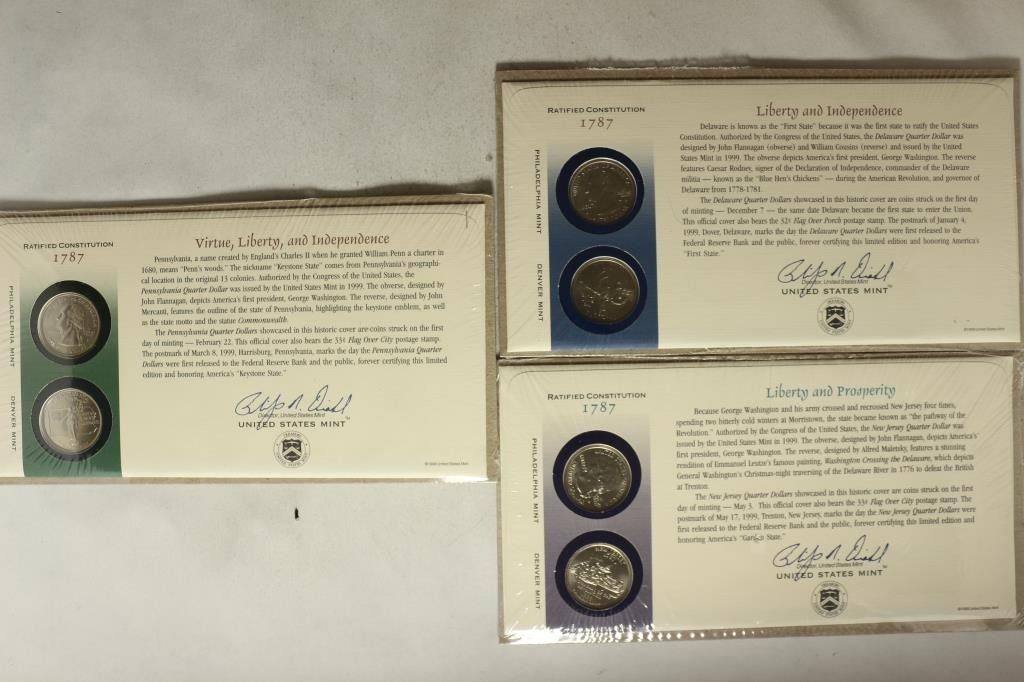 RATIFIED CONSTITUTION
1787
PHILADELPHIA MINT
DENVER MINT
Virtue, Liberty, and Independence
Pennsylvania, a name created by England's Charles II when he granted William Penn a charter in
1680, means "Penn's woods." The nickname "Keystone State" comes from Pennsylvania's geographi-
cal location in the original 13 colonies. Authorized by the Congress of the United States, the
Pennsylvania Quarter Dollar was issued by the United States Mint in 1999. The obverse, designed by
John Flannagan, depicts America's first president, George Washington. The reverse, designed by John
Mercanti, features the outline of the state of Pennsylvania, highlighting the keystone emblem, as well
as the state motto and the statue Commonwealth.
The Pennsylvania Quarters showcased in this historic cover are coins struck on the first
day of minting — February 22. This official cover also bears the 33¢ Flag Over City postage stamp.
The postmark of March 8, 1999, Harrisburg, Pennsylvania, marks the day the Pennsylvania Quarter
Dollars were first released to the Federal Reserve Bank and the public, forever certifying this limited
edition and honoring America's "Keystone State."
Director, United States Mint
UNITED STATES MINT™
RATIFIED CONSTITUTION
1787
PHILADELPHIA MINT
DENVER MINT
Liberty and Independence
Delaware is known as the "First State" because it was the first state to ratify the United States
Constitution. Authorized by the Congress of the United States, the Delaware Quarter Dollar was
designed by John Flannagan (obverse) and William Cousins (reverse) and issued by the United
States Mint in 1999. The obverse depicts America's first president, George Washington. The reverse
features Caesar Rodney, signer of the Declaration of Independence, commander of the Delaware
militia — known as the "Blue Hen's Chickens" — during the American Revolution, and governor of
Delaware from 1778-1781.
The Delaware Quarter Dollars showcased in this historic cover are coins struck on the first day
of minting — December 7 — the same date Delaware became the first state to enter the Union.
This official cover also bears the 32¢ Flag Over Porch postage stamp. The postmark of January 4,
1999, Dover, Delaware, marks the day the Delaware Quarter Dollars were first released to the
Federal Reserve Bank and the public, forever certifying this limited edition and honoring America's
"First State."
Director, United States Mint
UNITED STATES MINT™
RATIFIED CONSTITUTION
1787
PHILADELPHIA MINT
DENVER MINT
Liberty and Prosperity
Because George Washington and his army crossed and recrossed New Jersey four times,
spending two bitterly cold winters at Morristown, the state became known as "the pathway of the
Revolution." Authorized by the Congress of the United States, the New Jersey Quarter Dollar was
issued by the United States Mint in 1999. The obverse, designed by John Flannagan, depicts America's
first president, George Washington. The reverse, designed by Alfred Maletsky, features a stunning
rendition of Emmanuel Leutze's famous painting, Washington Crossing the Delaware, which depicts
General Washington's Christmas-night traversing of the Delaware River in 1776 to defeat the British
at Trenton.
The New Jersey Quarter Dollars showcased in this historic cover are coins struck on the first
day of minting — May 3. This official cover also bears the 33¢ Flag Over City postage stamp. The
postmark of May 17, 1999, Trenton, New Jersey, marks the day the New Jersey Quarter Dollars were
first released to the Federal Reserve Bank and the public, forever certifying this limited edition and
honoring America's "Garden State."
Director, United States Mint
UNITED STATES MINT™